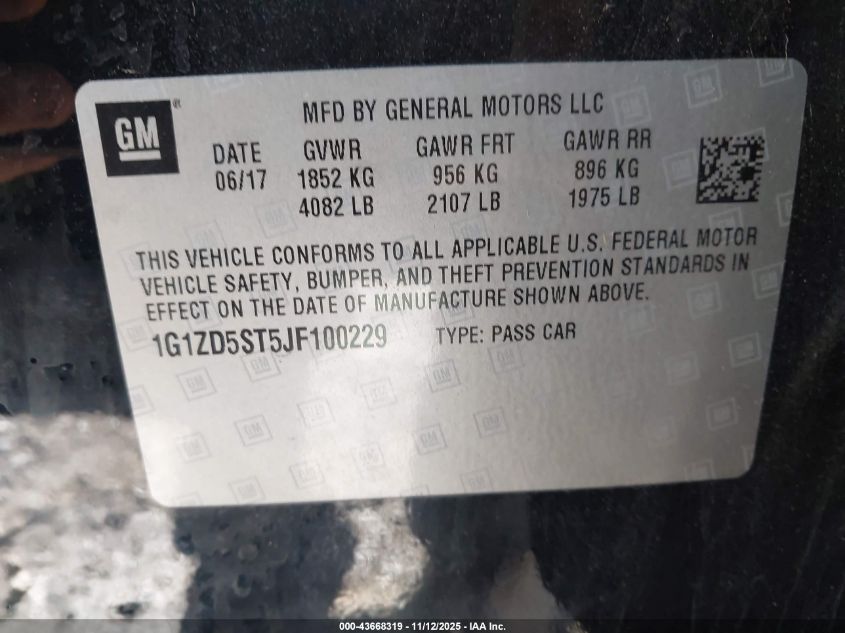 GM
MFD BY GENERAL MOTORS LLC
DATE GVWR GAWR FRT GAWR RR
06/17 1852 KG 956 KG 896 KG
4082 LB 2107 LB 1975 LB
THIS VEHICLE CONFORMS TO ALL APPLICABLE U.S. FEDERAL MOTOR
VEHICLE SAFETY, BUMPER, AND THEFT PREVENTION STANDARDS IN
EFFECT ON THE DATE OF MANUFACTURE SHOWN ABOVE.
1G1ZD5ST5JF100229 TYPE: PASS CAR
000-43668319 - 11/12/2025 - IAA Inc.